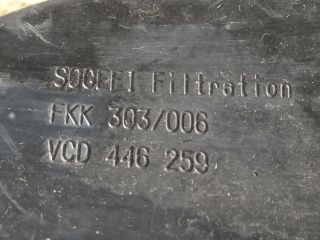 SOGEFI Filtration
FKK 303/006
VCD 446 259